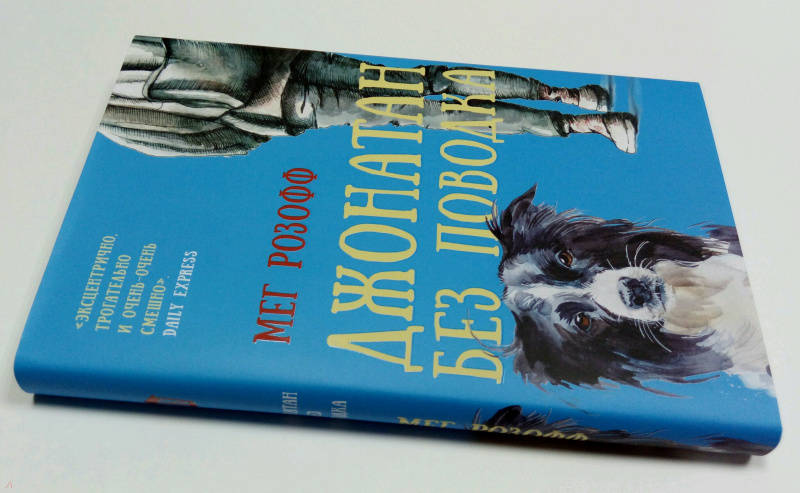 МЕГ РОЗОФФ
ДЖОНАТАН
БЕЗ ПОВОДКА
«ЭКСЦЕНТРИЧНО,
ТРОГАТЕЛЬНО
И ОЧЕНЬ-ОЧЕНЬ
СМЕШНО».
DAILY EXPRESS
МЕГ РОЗОФФ